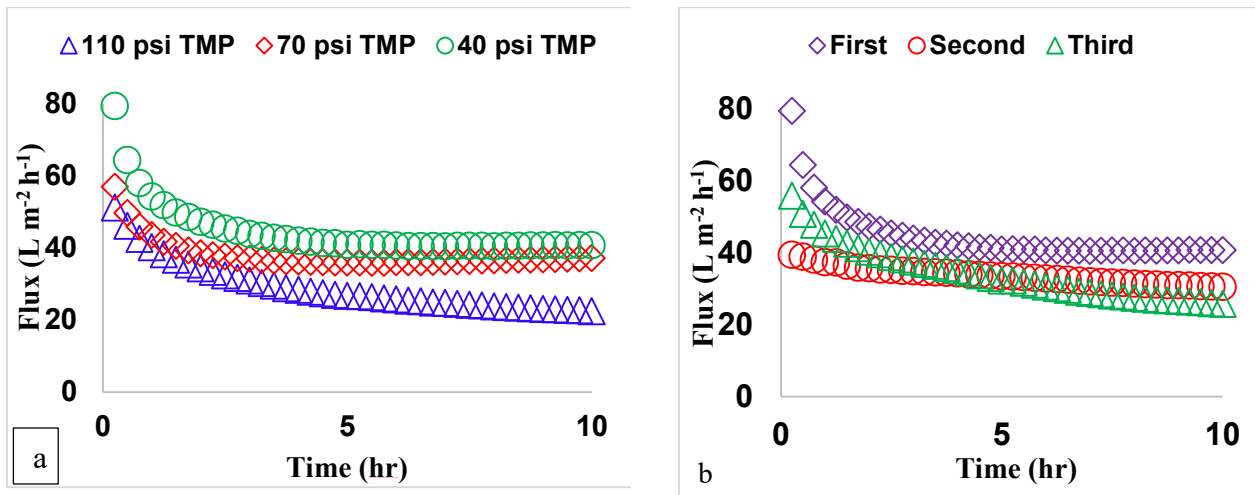 110 psi TMP 70 psi TMP 40 psi TMP
80
60
40
20
0
0 5 10
Flux (L m⁻² h⁻¹)
Time (hr)
a
First Second Third
80
60
40
20
0
0 5 10
Flux (L m⁻² h⁻¹)
Time (hr)
b